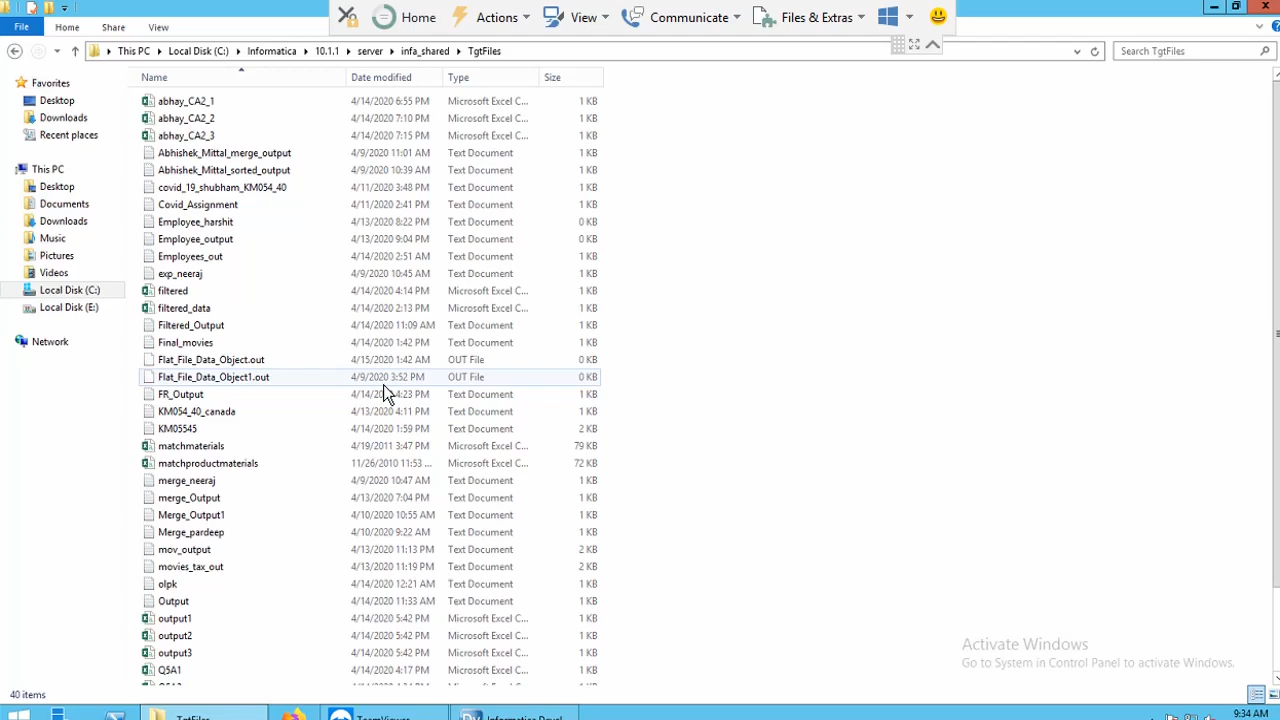 Home Actions View Communicate Files & Extras
File Home Share View
This PC Local Disk (C:) Informatica 10.1.1 server infa_shared TgtFiles Search TgtFiles
Name Date modified Type Size
Favorites
Desktop
Downloads
Recent places
This PC
Desktop
Documents
Downloads
Music
Pictures
Videos
Local Disk (C:)
Local Disk (E:)
Network
abhay_CA2_1 4/14/2020 6:55 PM Microsoft Excel C... 1 KB
abhay_CA2_2 4/14/2020 7:10 PM Microsoft Excel C... 1 KB
abhay_CA2_3 4/14/2020 7:15 PM Microsoft Excel C... 1 KB
Abhishek_Mittal_merge_output 4/9/2020 11:01 AM Text Document 1 KB
Abhishek_Mittal_sorted_output 4/9/2020 10:39 AM Text Document 1 KB
covid_19_shubham_KM054_40 4/11/2020 3:48 PM Text Document 1 KB
Covid_Assignment 4/11/2020 2:41 PM Text Document 1 KB
Employee_harshit 4/13/2020 8:22 PM Text Document 0 KB
Employee_output 4/13/2020 9:04 PM Text Document 0 KB
Employees_out 4/14/2020 2:51 AM Text Document 1 KB
exp_neeraj 4/9/2020 10:45 AM Text Document 1 KB
filtered 4/14/2020 4:14 PM Microsoft Excel C... 1 KB
filtered_data 4/14/2020 2:13 PM Microsoft Excel C... 1 KB
Filtered_Output 4/14/2020 11:09 AM Text Document 1 KB
Final_movies 4/14/2020 1:42 PM Text Document 1 KB
Flat_File_Data_Object.out 4/15/2020 1:42 AM OUT File 0 KB
Flat_File_Data_Object1.out 4/9/2020 3:52 PM OUT File 0 KB
FR_Output 4/14/ 4:23 PM Text Document 1 KB
KM054_40_canada 4/13/2020 4:11 PM Text Document 1 KB
KM05545 4/14/2020 1:59 PM Text Document 2 KB
matchmaterials 4/19/2011 3:47 PM Microsoft Excel C... 79 KB
matchproductmaterials 11/26/2010 11:53 ... Microsoft Excel C... 72 KB
merge_neeraj 4/9/2020 10:47 AM Text Document 1 KB
merge_Output 4/13/2020 7:04 PM Text Document 1 KB
Merge_Output1 4/10/2020 10:55 AM Text Document 1 KB
Merge_pardeep 4/10/2020 9:22 AM Text Document 1 KB
mov_output 4/13/2020 11:13 PM Text Document 2 KB
movies_tax_out 4/13/2020 11:19 PM Text Document 2 KB
olpk 4/14/2020 12:21 AM Text Document 1 KB
Output 4/14/2020 11:33 AM Text Document 1 KB
output1 4/14/2020 5:42 PM Microsoft Excel C... 1 KB
output2 4/14/2020 5:42 PM Microsoft Excel C... 1 KB
output3 4/14/2020 5:42 PM Microsoft Excel C... 1 KB
Q5A1 4/14/2020 4:17 PM Microsoft Excel C... 1 KB
Activate Windows
Go to System in Control Panel to activate Windows.
40 items
TgtFiles TeamViewer Informatica Devel 9:34 AM